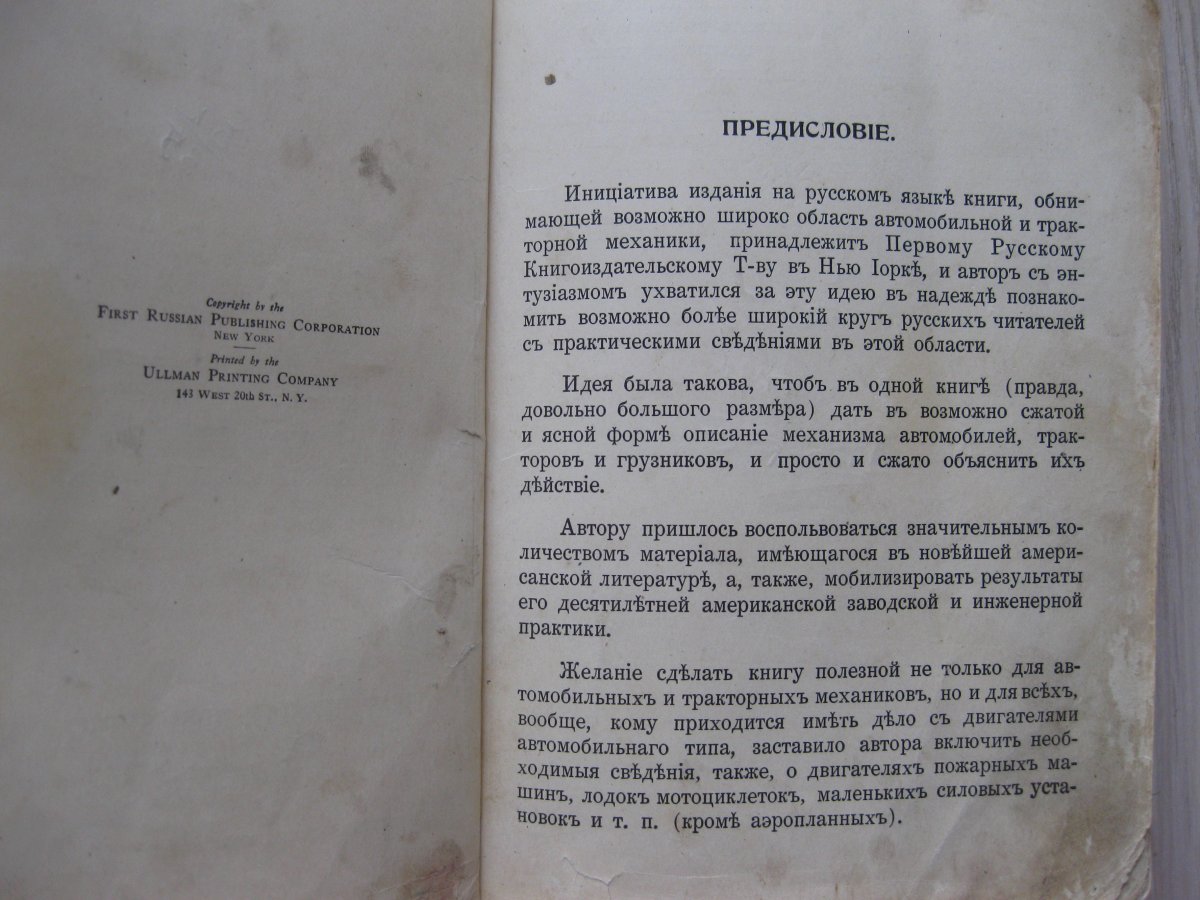 Copyright by the
First Russian Publishing Corporation
New York
Printed by the
Ullman Printing Company
143 West 20th St., N. Y.
ПРЕДИСЛОВІЕ.
Иниціатива изданія на русскомъ языкѣ книги, обни-
мающей возможно широко область автомобильной и трак-
торной механики, принадлежитъ Первому Русскому
Книгоиздательскому Т-ву въ Нью Іоркѣ, и авторъ съ эн-
тузіазмомъ ухватился за эту идею въ надеждѣ познако-
мить возможно болѣе широкій кругъ русскихъ читателей
съ практическими свѣдѣніями въ этой области.
Идея была такова, чтобъ въ одной книгѣ (правда,
довольно большого размѣра) дать въ возможно сжатой
и ясной формѣ описаніе механизма автомобилей, трак-
торовъ и грузниковъ, и просто и сжато объяснить ихъ
дѣйствіе.
Автору пришлось воспользоваться значительнымъ ко-
личествомъ матеріала, имѣющагося въ новѣйшей амери-
санской литературѣ, а, также, мобилизировать результаты
его десятилѣтней американской заводской и инженерной
практики.
Желаніе сдѣлать книгу полезной не только для ав-
томобильныхъ и тракторныхъ механиковъ, но и для всѣхъ,
вообще, кому приходится имѣть дѣло съ двигателями
автомобильнаго типа, заставило автора включить необ-
ходимыя свѣдѣнія, также, о двигателяхъ пожарныхъ ма-
шинъ, лодокъ мотоциклетокъ, маленькихъ силовыхъ уста-
новокъ и т. п. (кромѣ аэропланныхъ).